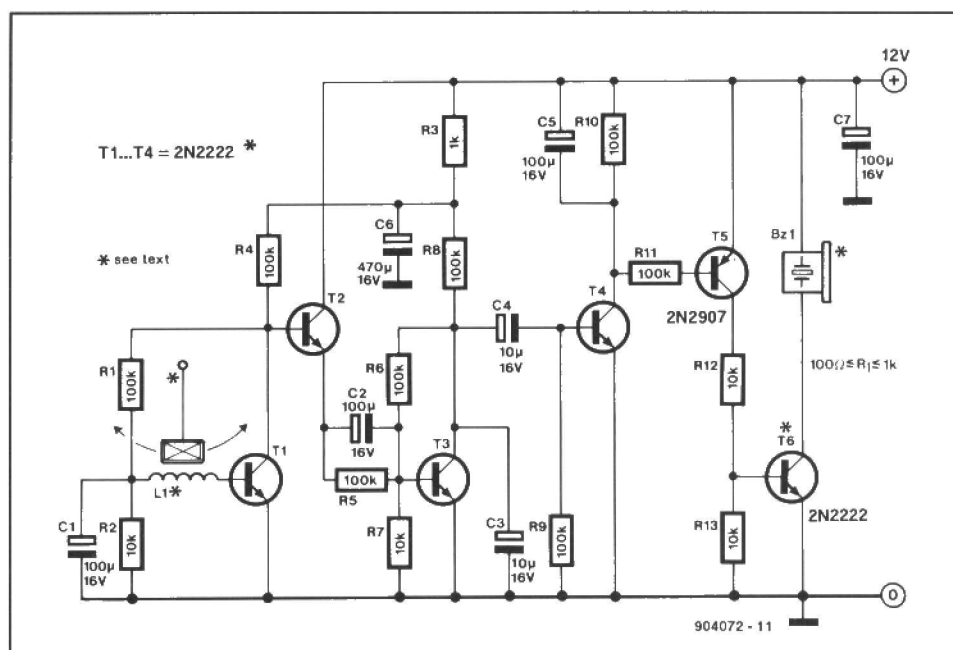 12V
+
R3
1k
C5
100µ
16V
R10
100k
C7
100µ
16V
T1...T4 = 2N2222 *
R4
100k
C6
470µ
16V
R8
100k
* see text
T2
R11
100k
T5
2N2907
Bz1
*
C4
10µ
16V
T4
R1
100k
*
R6
100k
R12
10k
100Ω ≤ Ri ≤ 1k
C2
100µ
16V
T1
L1*
R5
100k
T3
*
T6
2N2222
C1
100µ
16V
R2
10k
R7
10k
C3
10µ
16V
R9
100k
R13
10k
0
904072 - 11